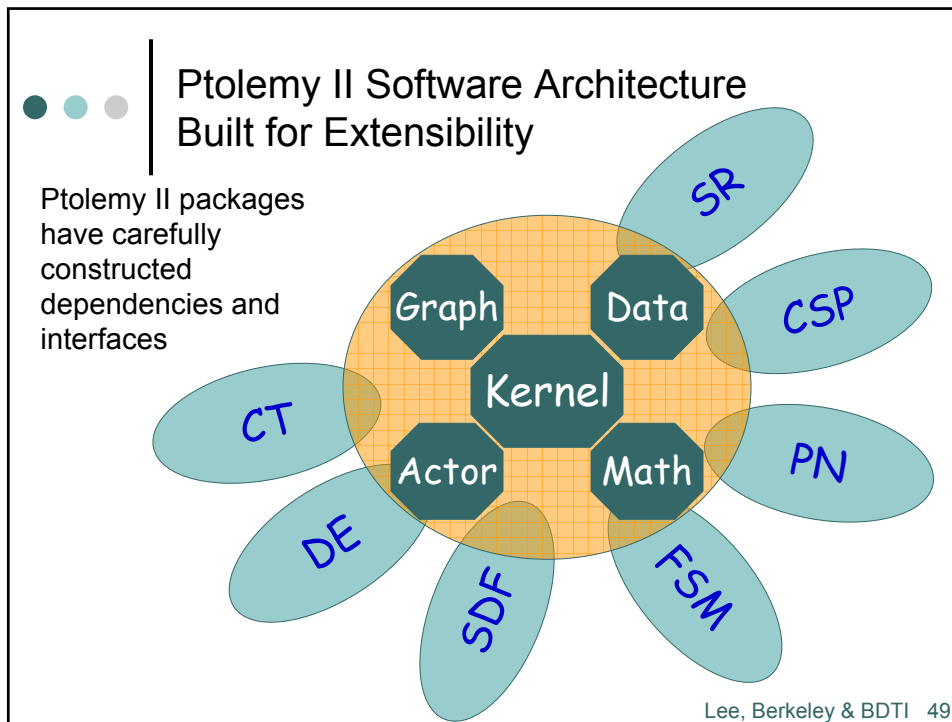 Ptolemy II Software Architecture
Built for Extensibility
Ptolemy II packages
have carefully
constructed
dependencies and
interfaces
SR
Graph
Data
CSP
Kernel
CT
Actor
Math
PN
DE
SDF
FSM
Lee, Berkeley & BDTI 49